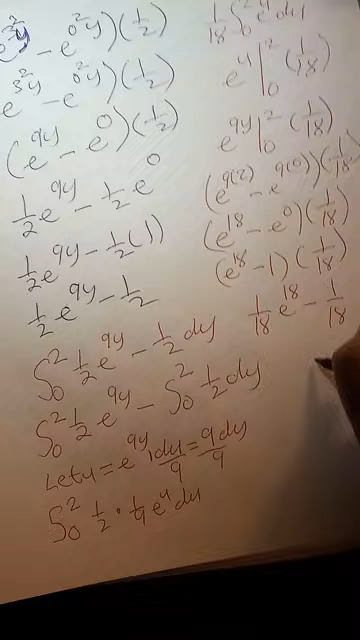 e^{3^2y} - e^{0^2y})(1/2)
e^{3^2y} - e^{0^2y})(1/2)
(e^{9y} - e^0)(1/2)
1/2 e^{9y} - 1/2 e^0
1/2 e^{9y} - 1/2 (1)
1/2 e^{9y} - 1/2
∫_0^2 1/2 e^{9y} - 1/2 dy
∫_0^2 1/2 e^{9y} - ∫_0^2 1/2 dy
Let u = e^{9y}, du/9 = 9dy/9
∫_0^2 1/2 · 1/9 e^u du
1/18 ∫_0^2 e^u du
e^u |_0^2 (1/18)
e^{9y} |_0^2 (1/18)
(e^{9(2)} - e^{9(0)})(1/18
(e^{18} - e^0)(1/18)
(e^{18} - 1)(1/18)
1/18 e^{18} - 1/18